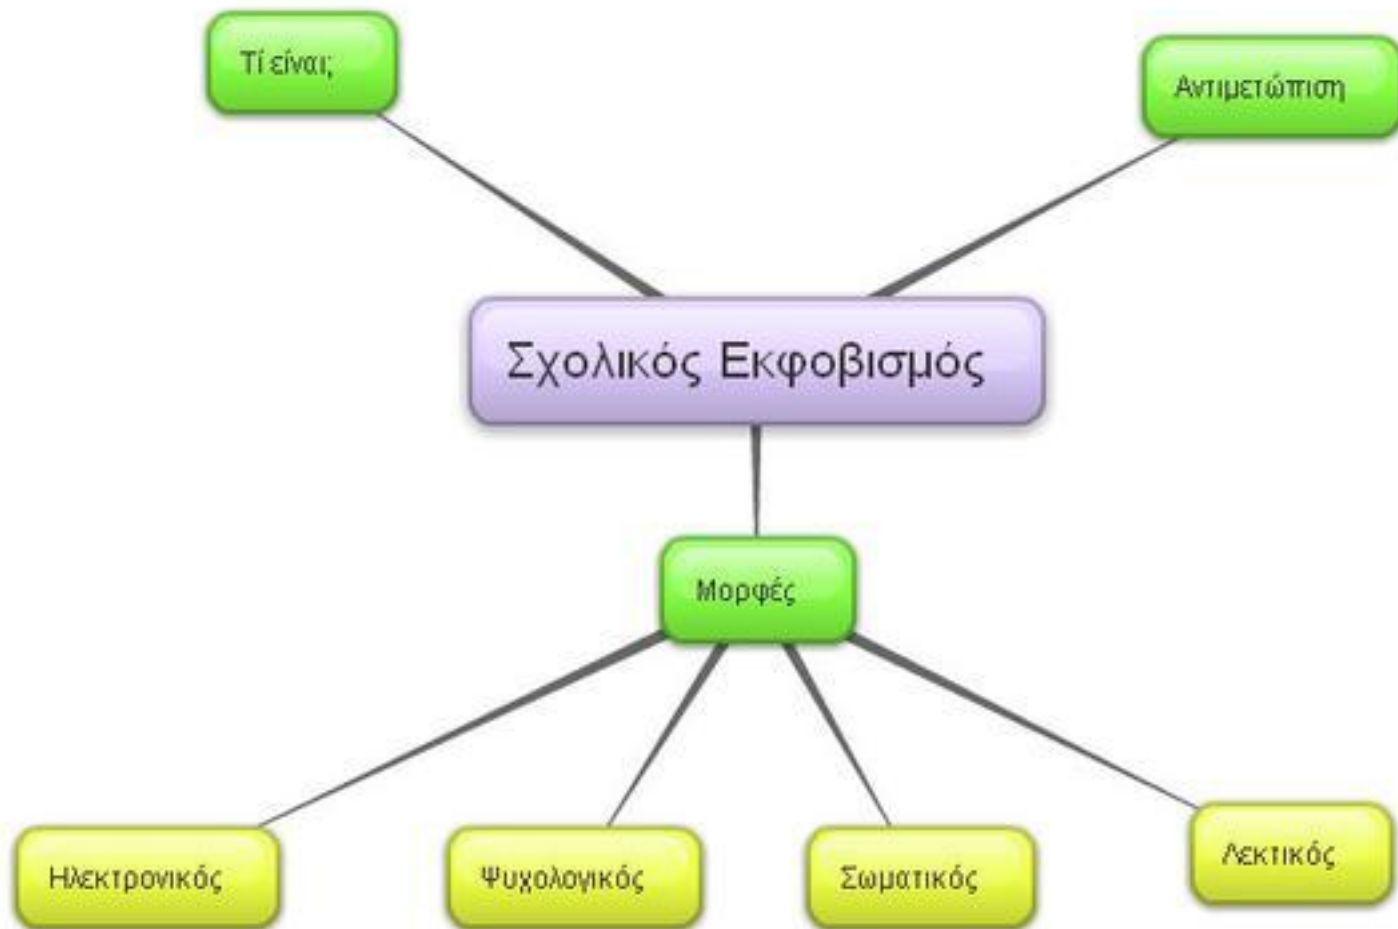 Τί είναι;
Αντιμετώπιση
Σχολικός Εκφοβισμός
Μορφές
Ηλεκτρονικός
Ψυχολογικός
Σωματικός
Λεκτικός